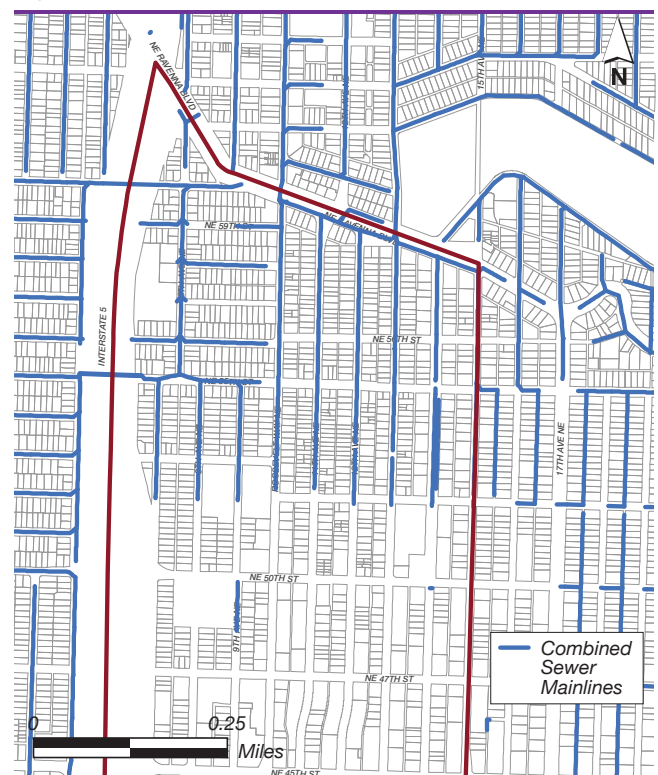 NE RAVENNA BLVD
15TH AVE NE
N
NE RAVENNA BLVD
NE 59TH ST
INTERSTATE 5
NE 56TH ST
17TH AVE NE
NE 50TH ST
9TH AVE NE
NE 47TH ST
Combined
Sewer
Mainlines
0
0.25
Miles
NE 45TH ST